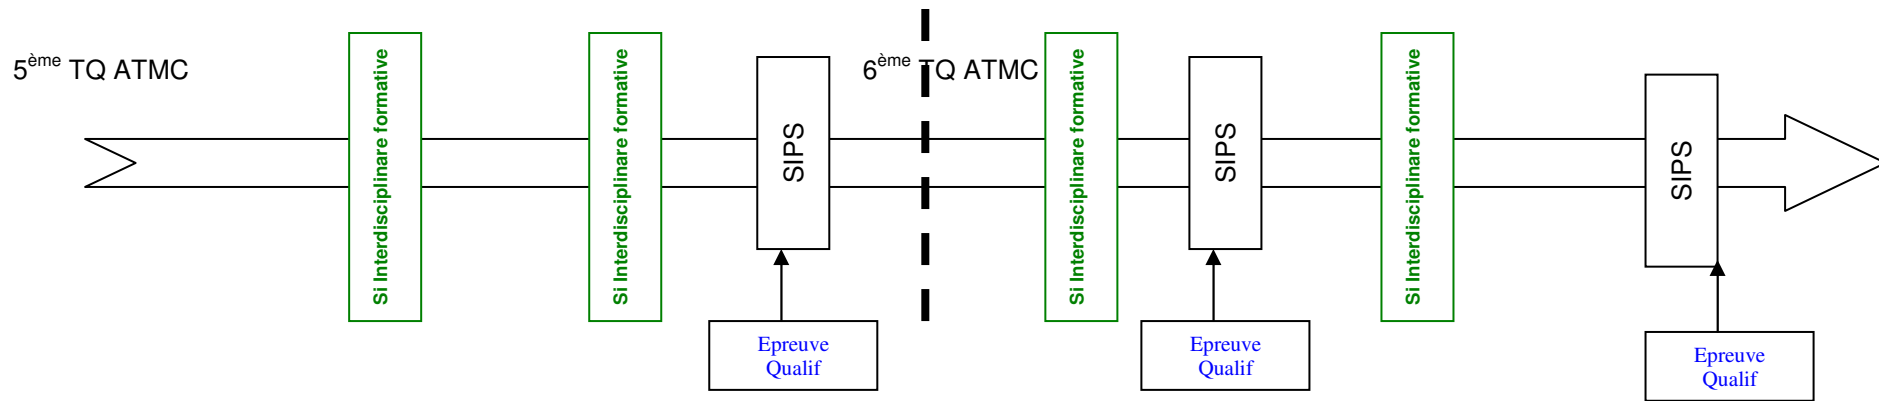 5ème TQ ATMC
6ème TQ ATMC
Si Interdisciplinare formative
Si Interdisciplinare formative
SIPS
Si Interdisciplinare formative
SIPS
Si Interdisciplinare formative
SIPS
Epreuve
Qualif
Epreuve
Qualif
Epreuve
Qualif